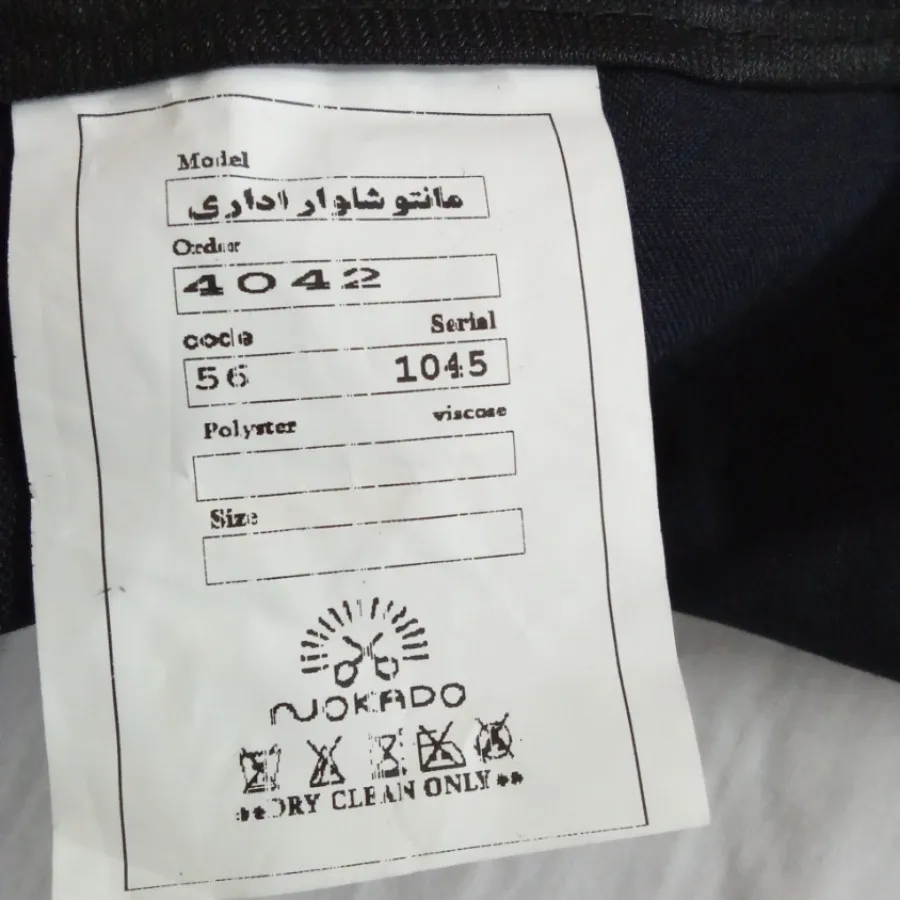 Model
مانتو شلوار اداری
Order
4042
code Serial
56 1045
Polyster viscose
Size
NOKADO
**DRY CLEAN ONLY**